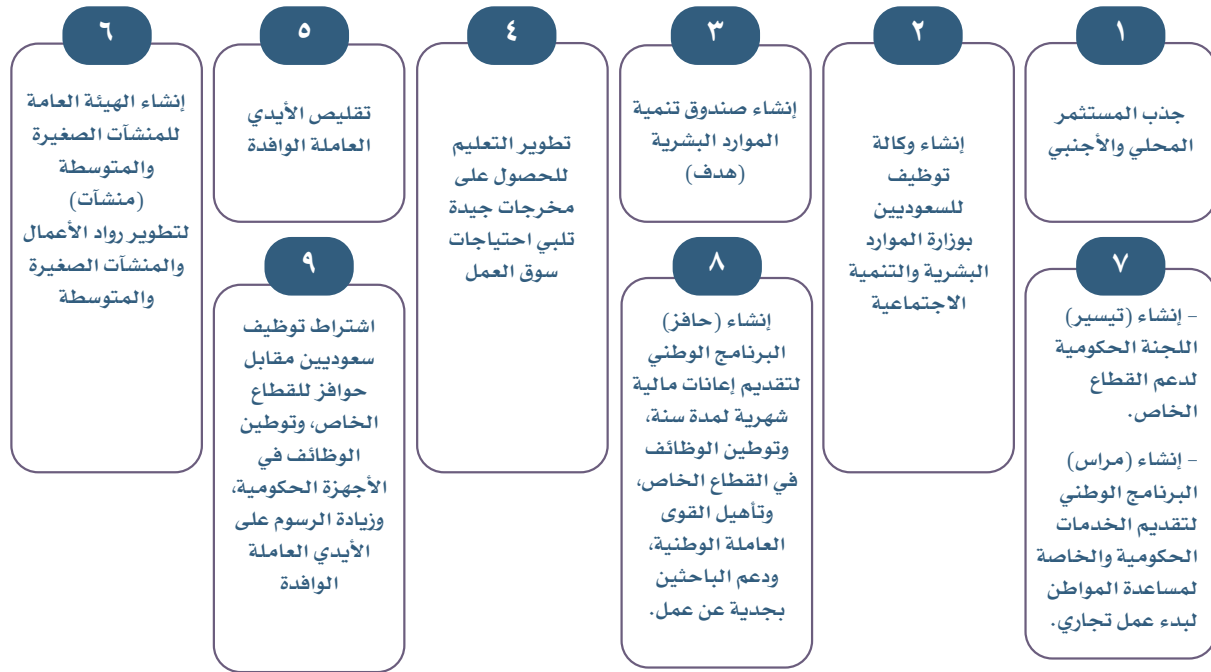 ١
جذب المستثمر
المحلي والأجنبي
٢
إنشاء وكالة
توظيف
للسعوديين
بوزارة الموارد
البشرية والتنمية
الاجتماعية
٣
إنشاء صندوق تنمية
الموارد البشرية
(هدف)
٤
تطوير التعليم
للحصول على
مخرجات جيدة
تلبي احتياجات
سوق العمل
٥
تقليص الأيدي
العاملة الوافدة
٦
إنشاء الهيئة العامة
للمنشآت الصغيرة
والمتوسطة
(منشآت)
لتطوير رواد الأعمال
والمنشآت الصغيرة
والمتوسطة
٧
- إنشاء (تيسير)
اللجنة الحكومية
لدعم القطاع
الخاص.
- إنشاء (مراس)
البرنامج الوطني
لتقديم الخدمات
الحكومية والخاصة
لمساعدة المواطن
لبدء عمل تجاري.
٨
إنشاء (حافز)
البرنامج الوطني
لتقديم إعانات مالية
شهرية لمدة سنة،
وتوطين الوظائف
في القطاع الخاص،
وتأهيل القوى
العاملة الوطنية،
ودعم الباحثين
بجدية عن عمل.
٩
اشتراط توظيف
سعوديين مقابل
حوافز للقطاع
الخاص، وتوطين
الوظائف في
الأجهزة الحكومية،
وزيادة الرسوم على
الأيدي العاملة
الوافدة